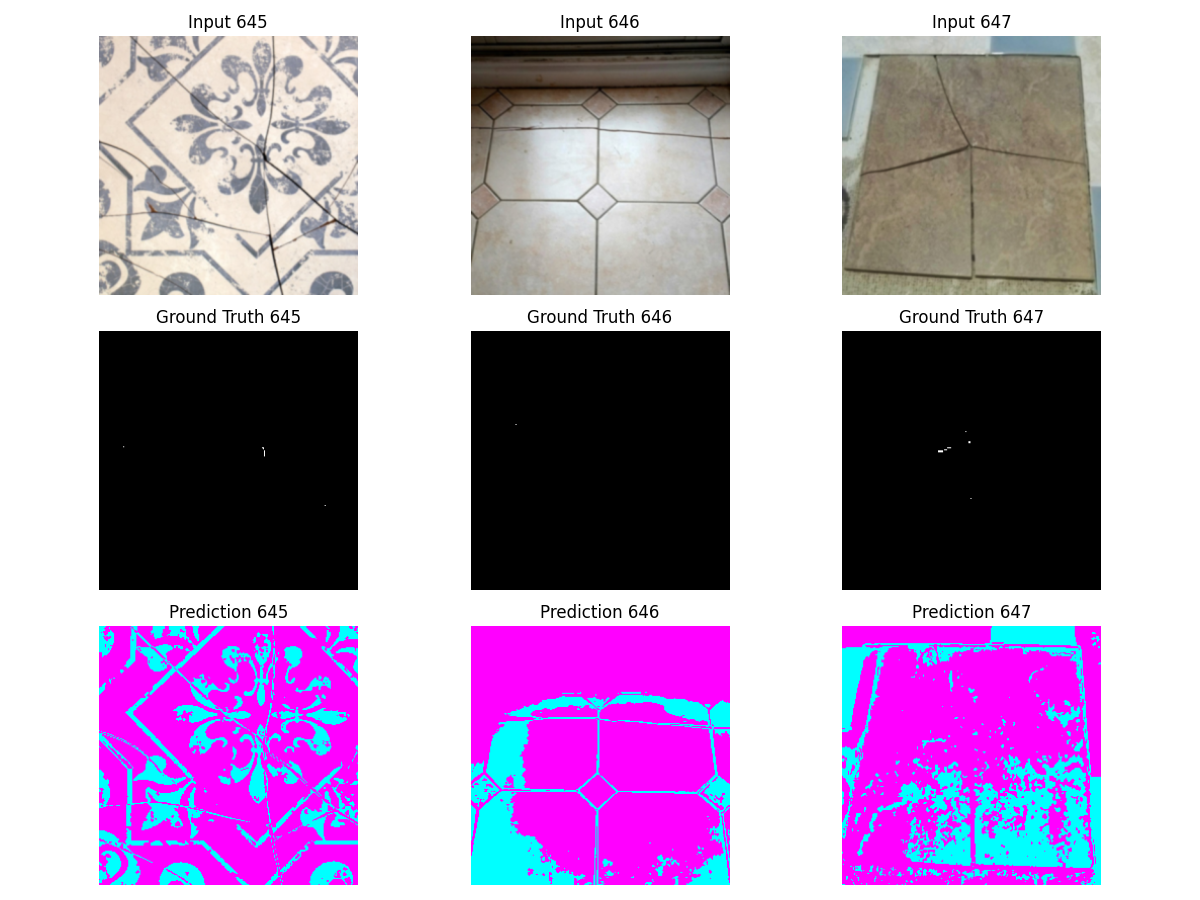 Input 645
Input 646
Input 647
Ground Truth 645
Ground Truth 646
Ground Truth 647
Prediction 645
Prediction 646
Prediction 647